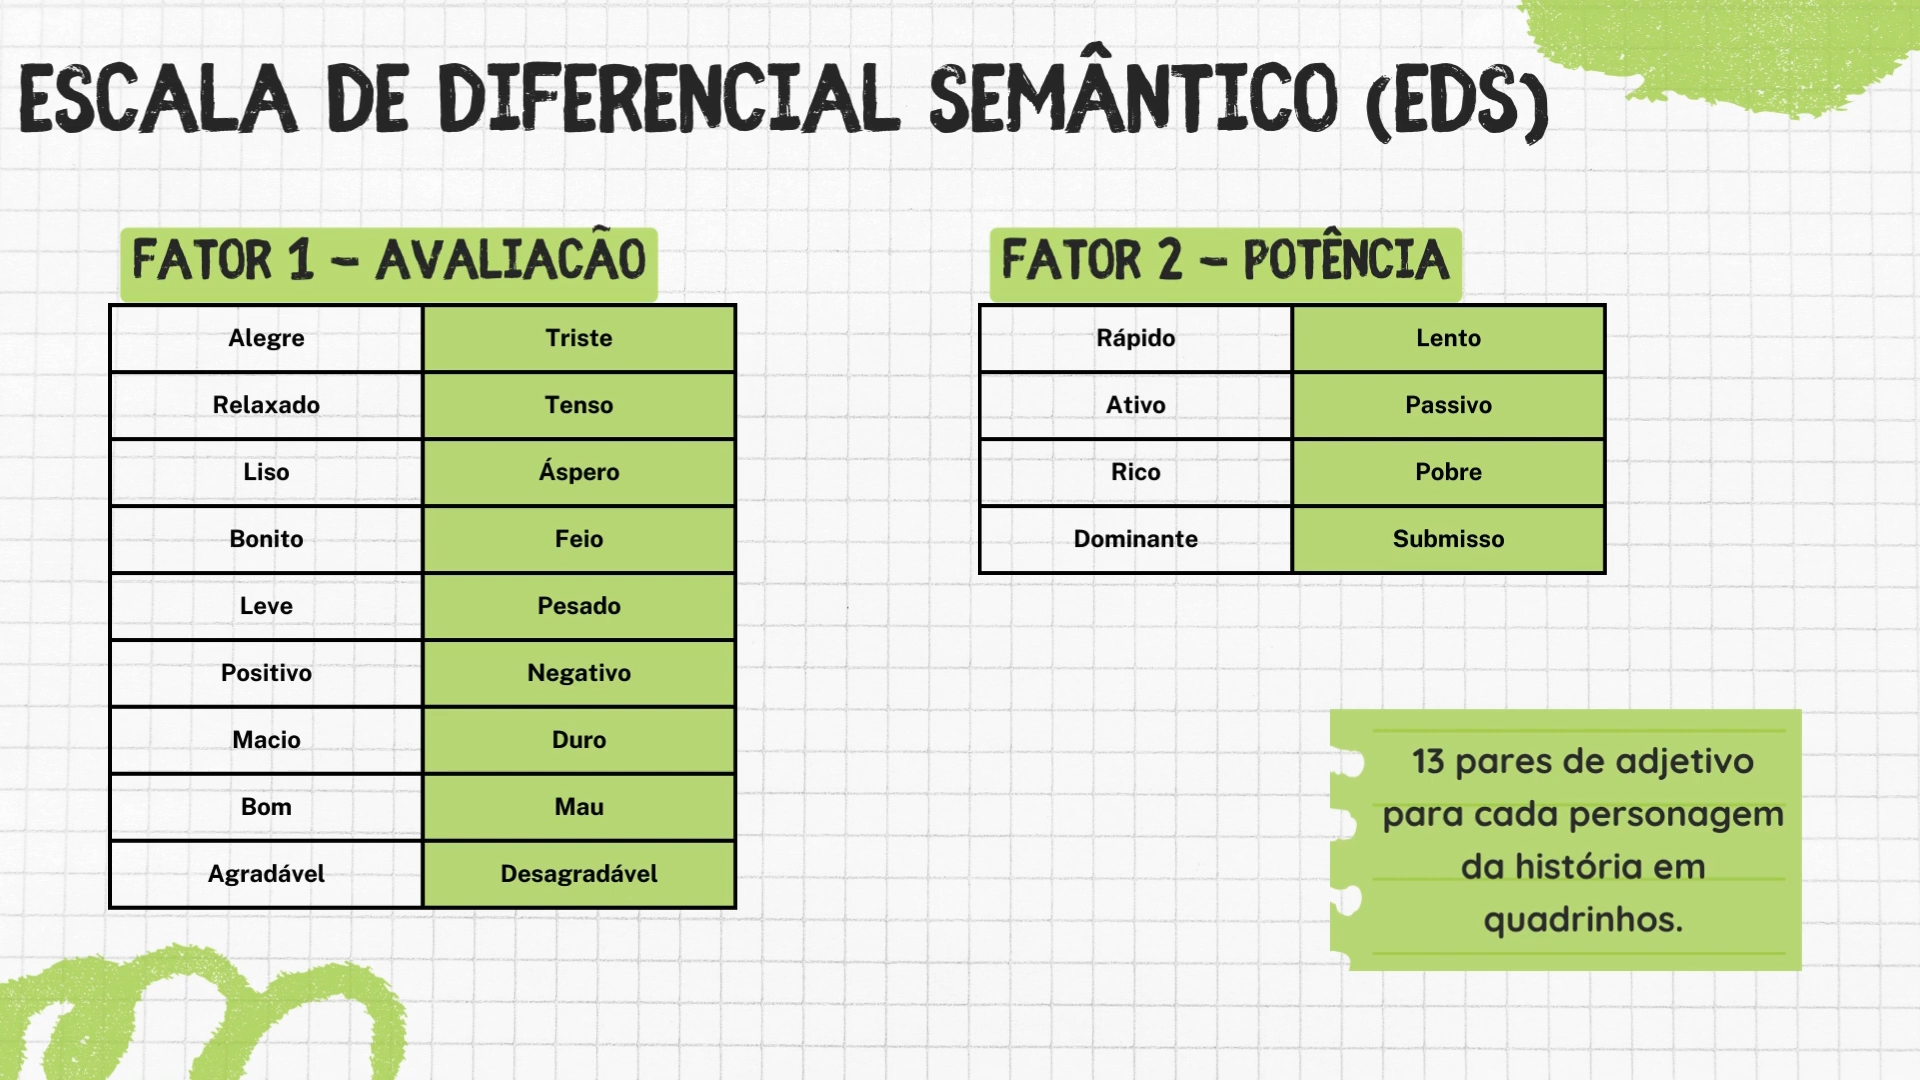 ESCALA DE DIFERENCIAL SEMÂNTICO (EDS)
FATOR 1 - AVALIACÃO
Alegre Triste
Relaxado Tenso
Liso Áspero
Bonito Feio
Leve Pesado
Positivo Negativo
Macio Duro
Bom Mau
Agradável Desagradável
FATOR 2 - POTÊNCIA
Rápido Lento
Ativo Passivo
Rico Pobre
Dominante Submisso
13 pares de adjetivo
para cada personagem
da história em
quadrinhos.